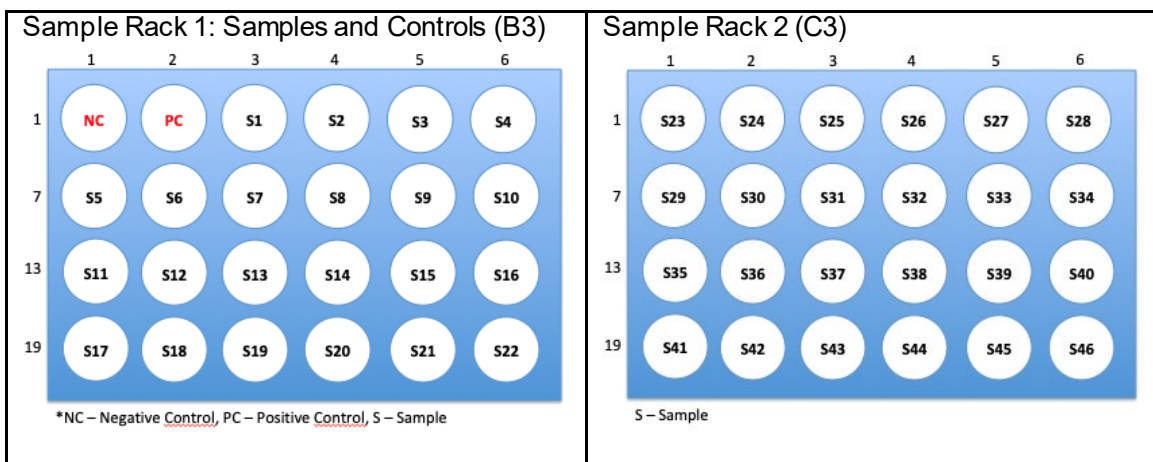 Sample Rack 1: Samples and Controls (B3)
1 2 3 4 5 6
1 NC PC S1 S2 S3 S4
7 S5 S6 S7 S8 S9 S10
13 S11 S12 S13 S14 S15 S16
19 S17 S18 S19 S20 S21 S22
*NC – Negative Control, PC – Positive Control, S – Sample
Sample Rack 2 (C3)
1 2 3 4 5 6
1 S23 S24 S25 S26 S27 S28
7 S29 S30 S31 S32 S33 S34
13 S35 S36 S37 S38 S39 S40
19 S41 S42 S43 S44 S45 S46
S – Sample